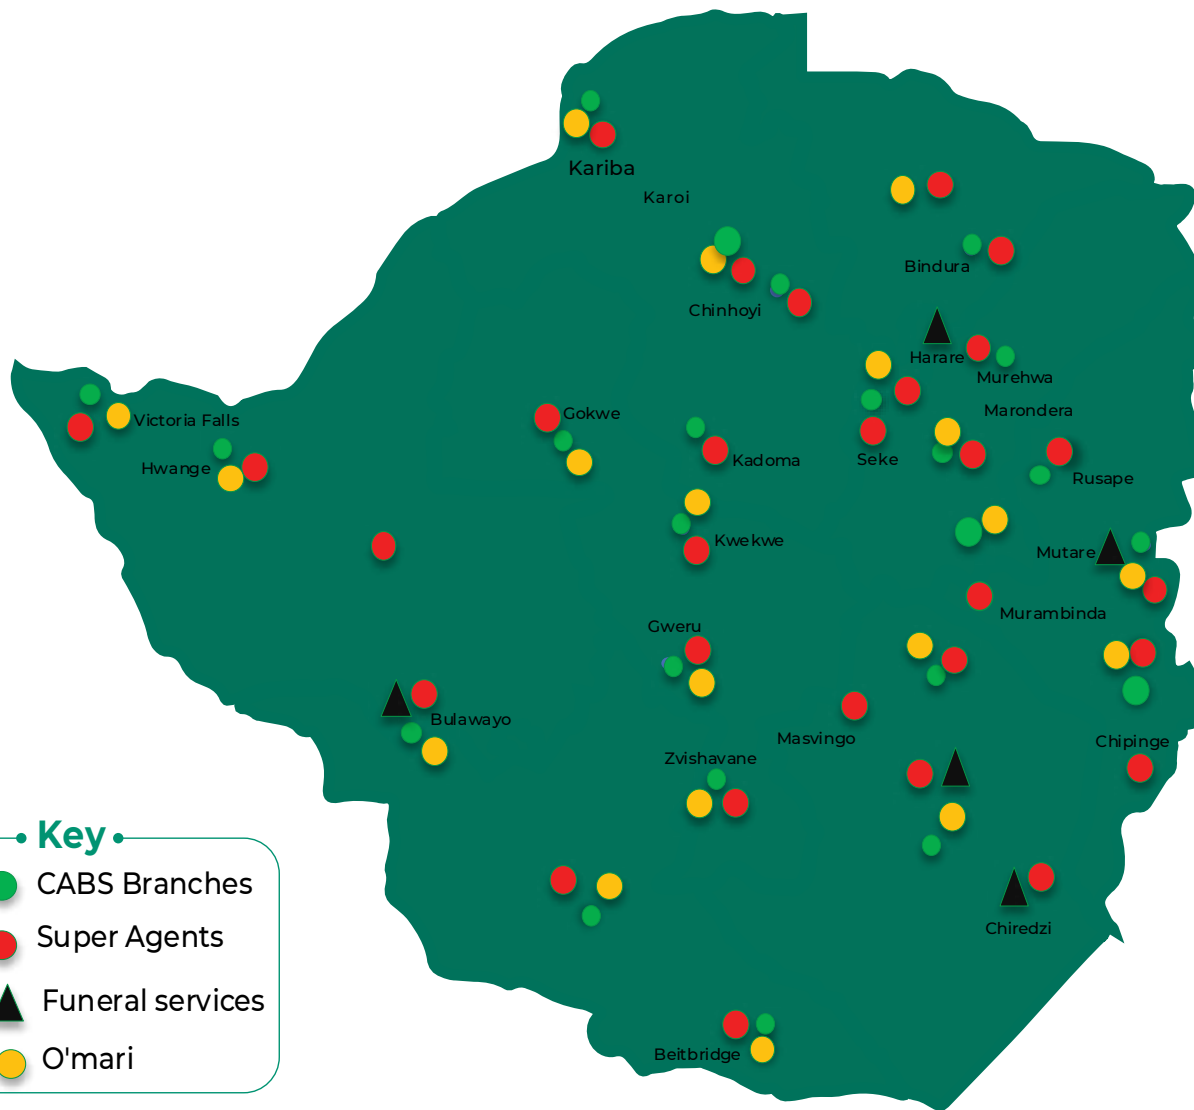 Kariba
Karoi
Bindura
Chinhoyi
Harare
Murehwa
Marondera
Gokwe
Victoria Falls
Hwange
Kadoma
Seke
Rusape
Kwekwe
Mutare
Murambinda
Gweru
Bulawayo
Masvingo
Chipinge
Zvishavane
Key
CABS Branches
Super Agents
Funeral services
O'mari
Chiredzi
Beitbridge